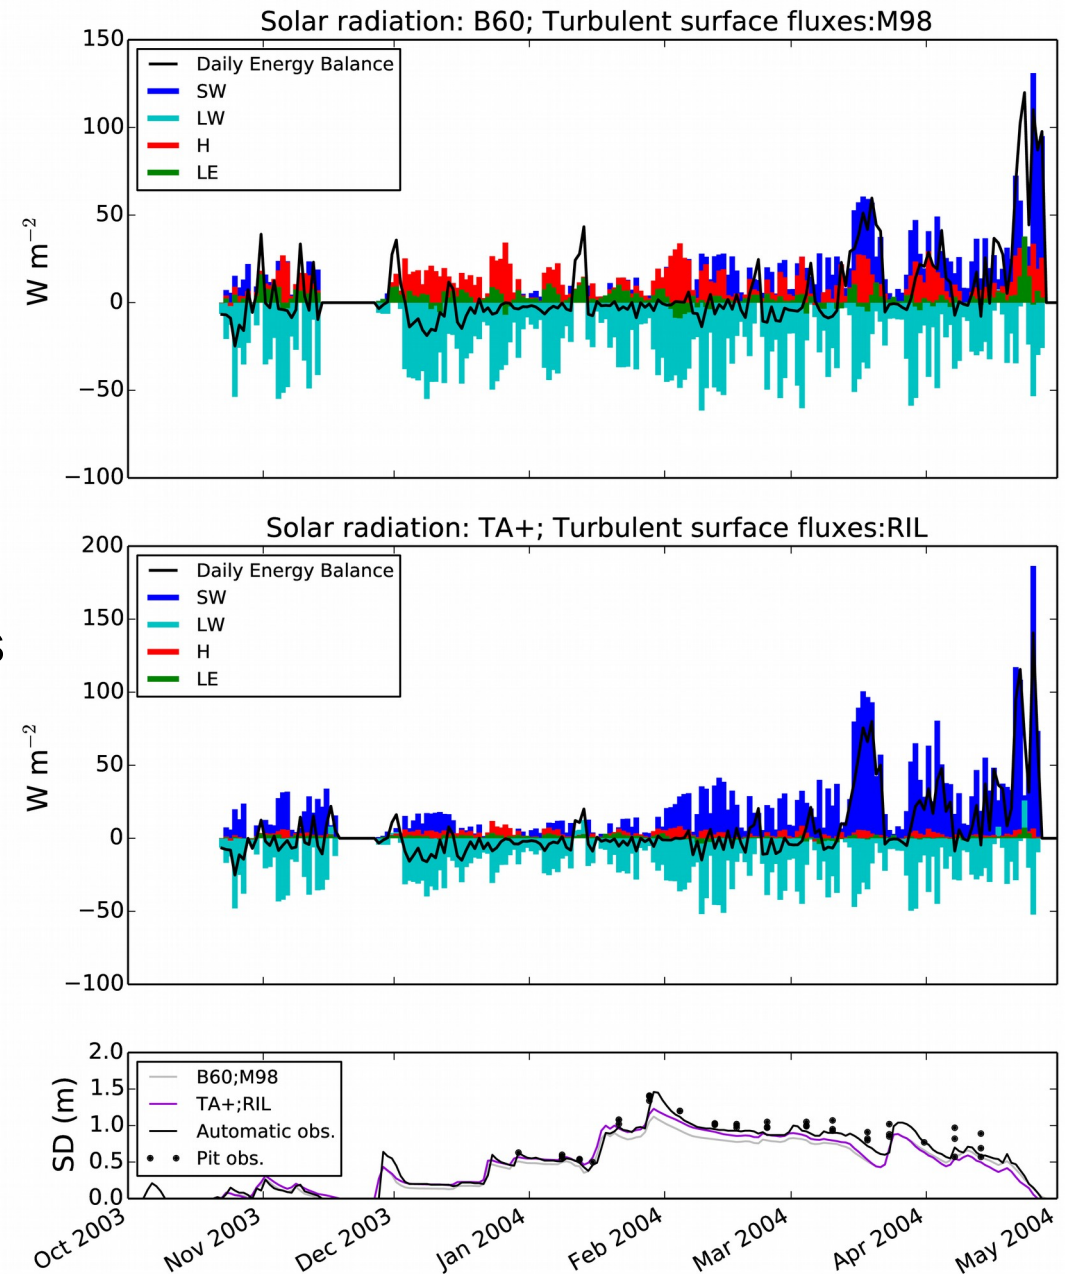 Solar radiation: B60; Turbulent surface fluxes:M98
150
100
50
0
−50
−100
W m−2
Daily Energy Balance
SW
LW
H
LE
Solar radiation: TA+; Turbulent surface fluxes:RIL
200
150
100
50
0
−50
−100
W m−2
Daily Energy Balance
SW
LW
H
LE
2.0
1.5
1.0
0.5
0.0
SD (m)
B60;M98
TA+;RIL
Automatic obs.
Pit obs.
Oct 2003
Nov 2003
Dec 2003
Jan 2004
Feb 2004
Mar 2004
Apr 2004
May 2004